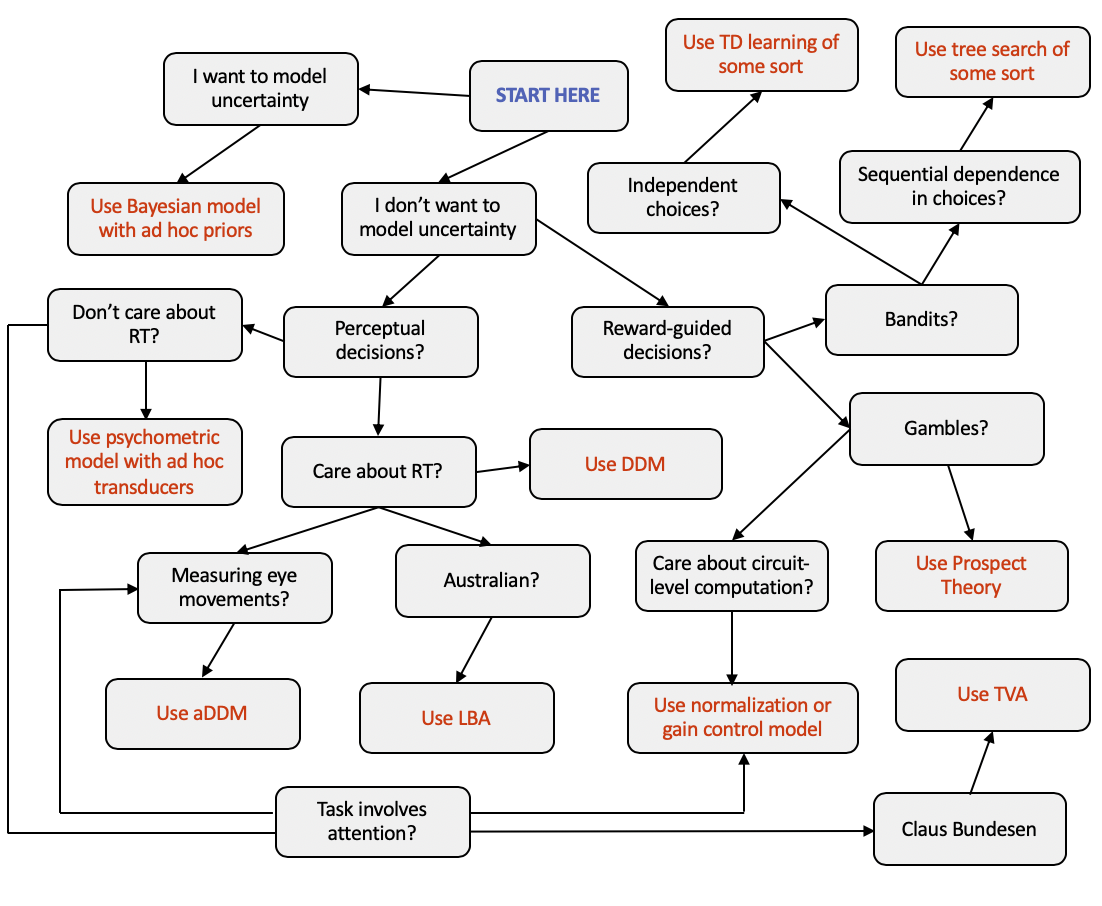 Use TD learning of
some sort
Use tree search of
some sort
I want to model
uncertainty
START HERE
Independent
choices?
Sequential dependence
in choices?
Use Bayesian model
with ad hoc priors
I don’t want to
model uncertainty
Don’t care about
RT?
Perceptual
decisions?
Reward-guided
decisions?
Bandits?
Use psychometric
model with ad hoc
transducers
Care about RT?
Use DDM
Gambles?
Measuring eye
movements?
Australian?
Care about circuit-
level computation?
Use Prospect
Theory
Use aDDM
Use LBA
Use normalization or
gain control model
Use TVA
Task involves
attention?
Claus Bundesen